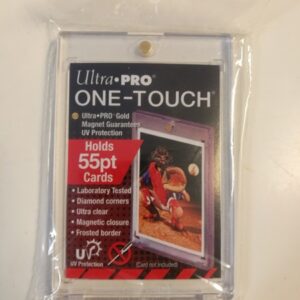 Ultra•PRO®
ONE-TOUCH®
Ultra•PRO® Gold
Magnet Guarantees
UV Protection
Holds
55pt
Cards
• Laboratory Tested
• Diamond corners
• Ultra clear
• Magnetic closure
• Frosted border
UV
UV Protection
(Card not included)